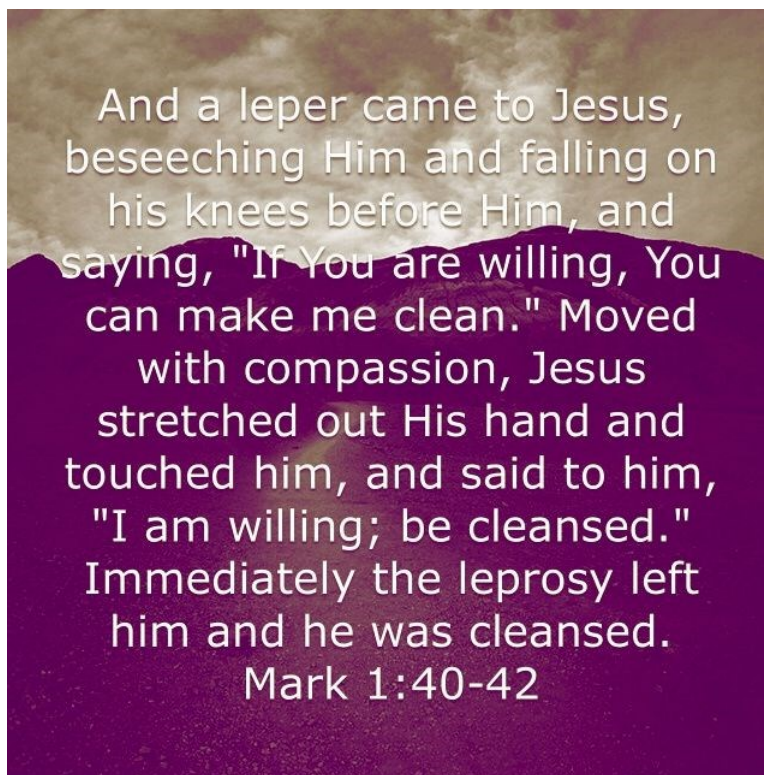 And a leper came to Jesus,
beseeching Him and falling on
his knees before Him, and
saying, "If You are willing, You
can make me clean." Moved
with compassion, Jesus
stretched out His hand and
touched him, and said to him,
"I am willing; be cleansed."
Immediately the leprosy left
him and he was cleansed.
Mark 1:40-42